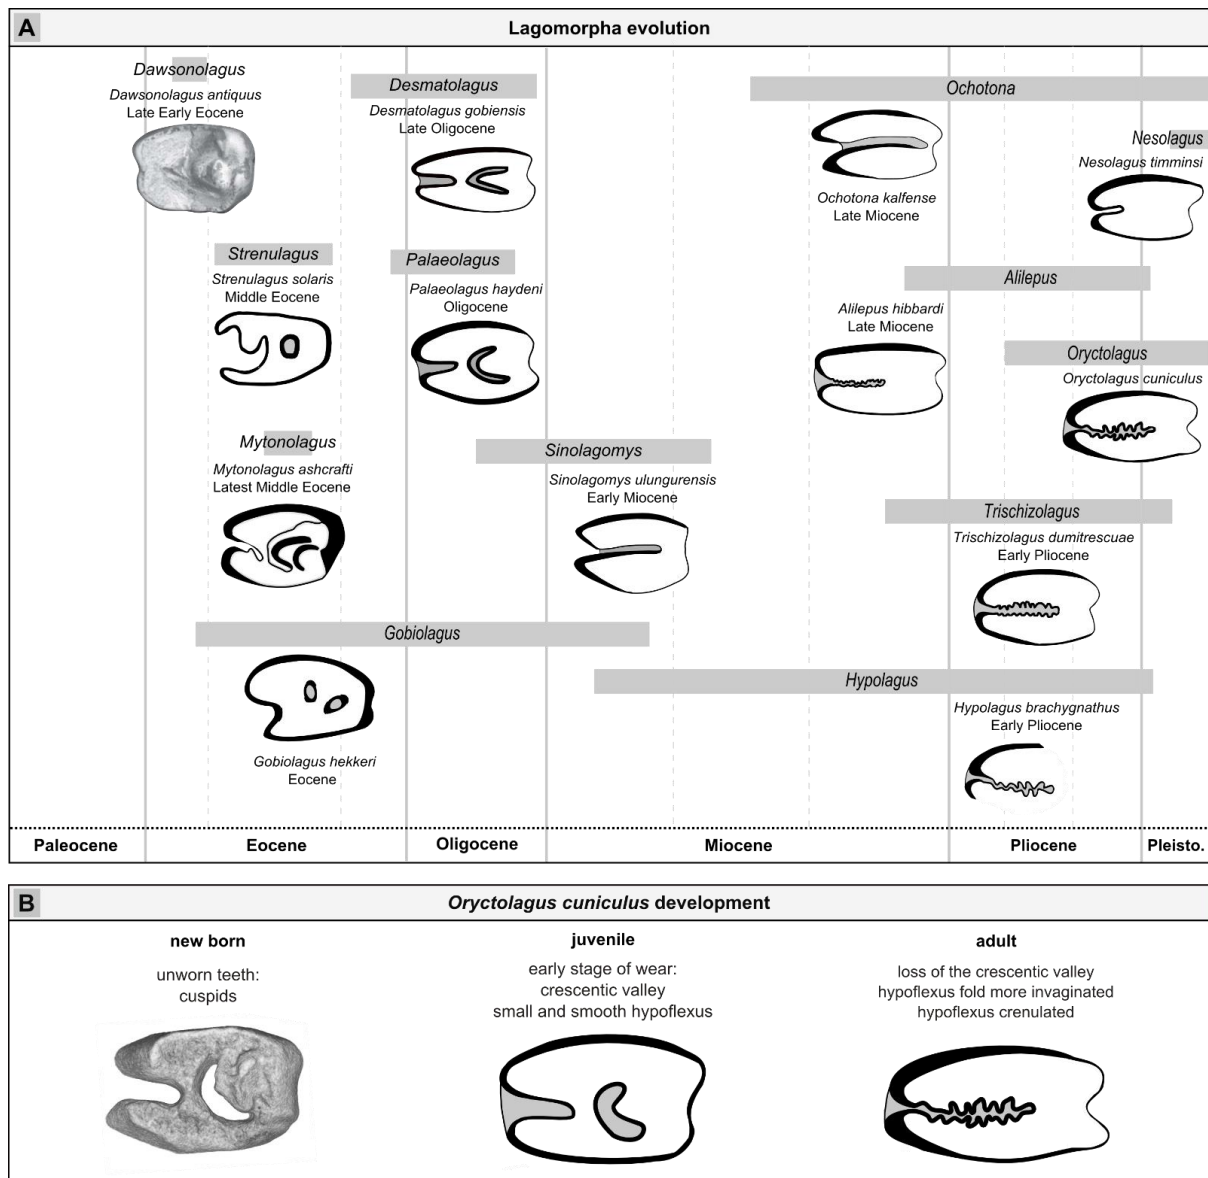 A
Lagomorpha evolution
Dawsonolagus
Dawsonolagus antiquus
Late Early Eocene
Desmatolagus
Desmatolagus gobiensis
Late Oligocene
Ochotona
Ochotona kalfense
Late Miocene
Nesolagus
Nesolagus timminsi
Strenulagus
Strenulagus solaris
Middle Eocene
Palaeolagus
Palaeolagus haydeni
Oligocene
Alilepus
Alilepus hibbardi
Late Miocene
Oryctolagus
Oryctolagus cuniculus
Mytonolagus
Mytonolagus ashcrafti
Latest Middle Eocene
Sinolagomys
Sinolagomys ulungurensis
Early Miocene
Trischizolagus
Trischizolagus dumitrescuae
Early Pliocene
Gobiolagus
Gobiolagus hekkeri
Eocene
Hypolagus
Hypolagus brachygnathus
Early Pliocene
Paleocene
Eocene
Oligocene
Miocene
Pliocene
Pleisto.
B
Oryctolagus cuniculus development
new born
unworn teeth:
cuspids
juvenile
early stage of wear:
crescentic valley
small and smooth hypoflexus
adult
loss of the crescentic valley
hypoflexus fold more invaginated
hypoflexus crenulated